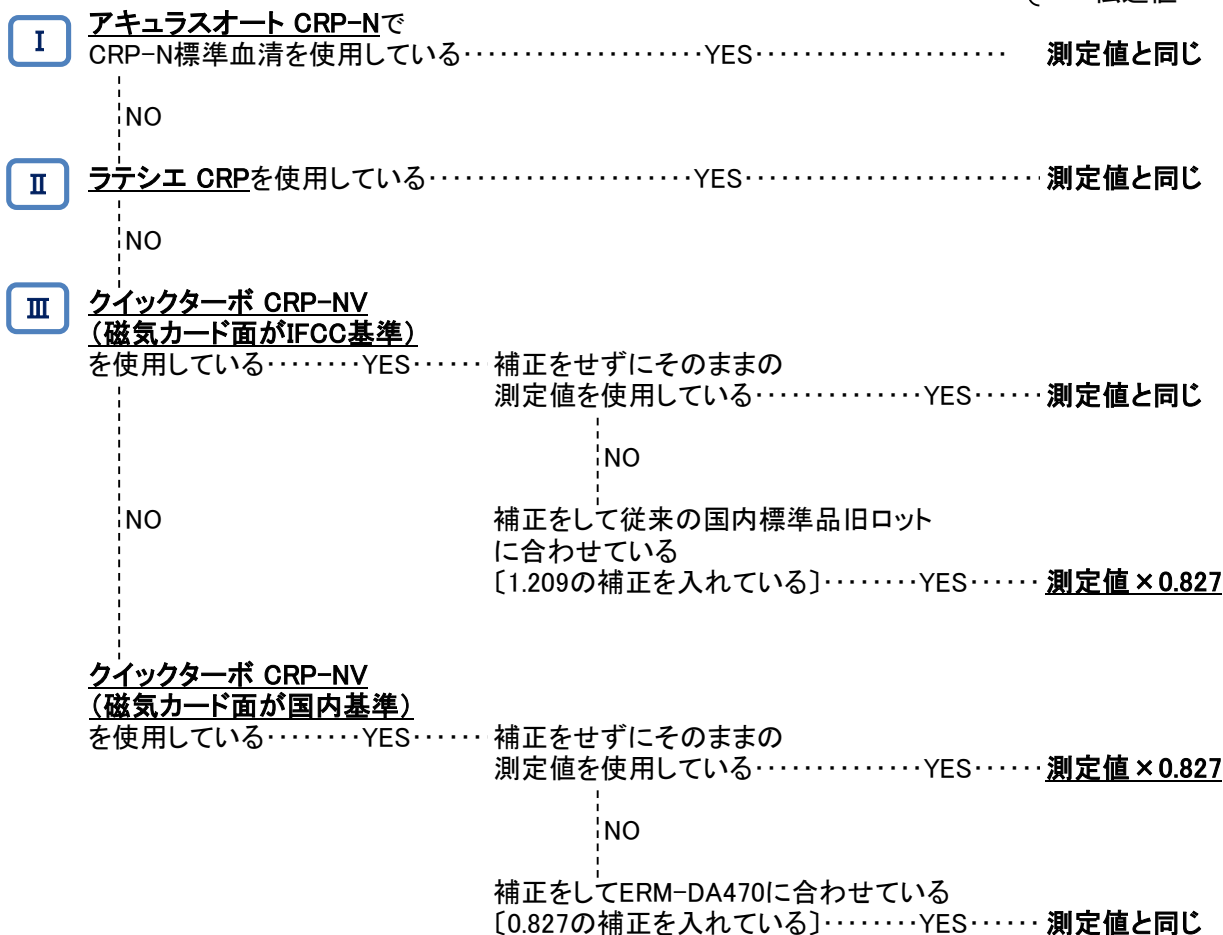 Ⅰ
アキュラスオート CRP-Nで
CRP-N標準血清を使用している・・・・・・・・・・・・・・・・・・・・YES・・・・・・・・・・・・・・・・・・・・・ 測定値と同じ
NO
Ⅱ
ラテシエ CRPを使用している・・・・・・・・・・・・・・・・・・・・・・YES・・・・・・・・・・・・・・・・・・・・・・・・・測定値と同じ
NO
Ⅲ
クイックターボ CRP-NV
(磁気カード面がIFCC基準)
を使用している・・・・・・・・YES・・・・・・補正をせずにそのままの
測定値を使用している・・・・・・・・・・・・・・YES・・・・・・測定値と同じ
NO
NO
補正をして従来の国内標準品旧ロット
に合わせている
〔1.209の補正を入れている〕・・・・・・・・YES・・・・・・測定値×0.827
クイックターボ CRP-NV
(磁気カード面が国内基準)
を使用している・・・・・・・・YES・・・・・・補正をせずにそのままの
測定値を使用している・・・・・・・・・・・・・・YES・・・・・・測定値×0.827
NO
補正をしてERM-DA470に合わせている
〔0.827の補正を入れている〕・・・・・・・・YES・・・・・・測定値と同じ